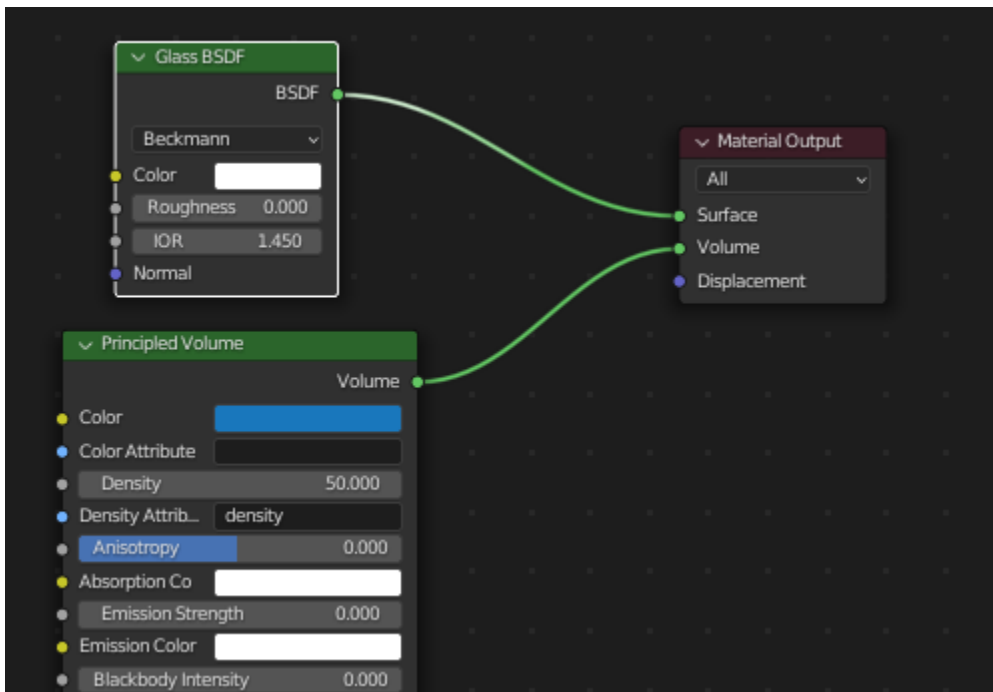 Glass BSDF
BSDF
Beckmann
Color
Roughness 0.000
IOR 1.450
Normal
Material Output
All
Surface
Volume
Displacement
Principled Volume
Volume
Color
Color Attribute
Density 50.000
Density Attrib... density
Anisotropy 0.000
Absorption Co
Emission Strength 0.000
Emission Color
Blackbody Intensity 0.000